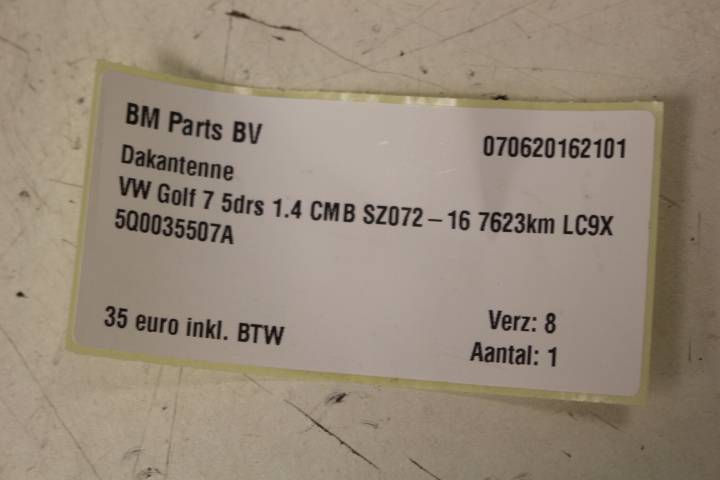 BM Parts BV
070620162101
Dakantenne
VW Golf 7 5drs 1.4 CMB SZ072 – 16 7623km LC9X
5Q0035507A
35 euro inkl. BTW
Verz: 8
Aantal: 1